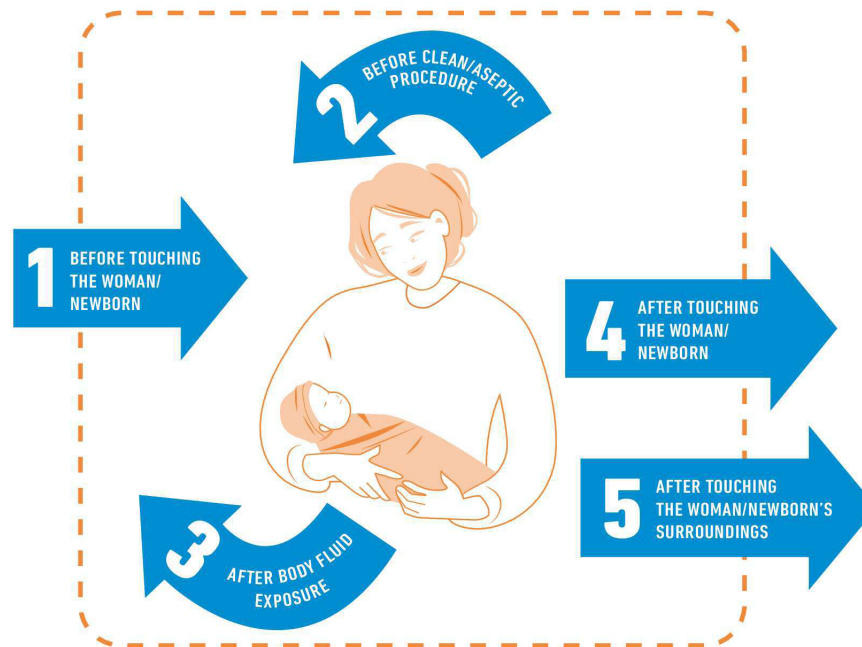 2
BEFORE CLEAN/ASEPTIC
PROCEDURE
1
BEFORE TOUCHING
THE WOMAN/
NEWBORN
4
AFTER TOUCHING
THE WOMAN/
NEWBORN
5
AFTER TOUCHING
THE WOMAN/NEWBORN'S
SURROUNDINGS
3
AFTER BODY FLUID
EXPOSURE